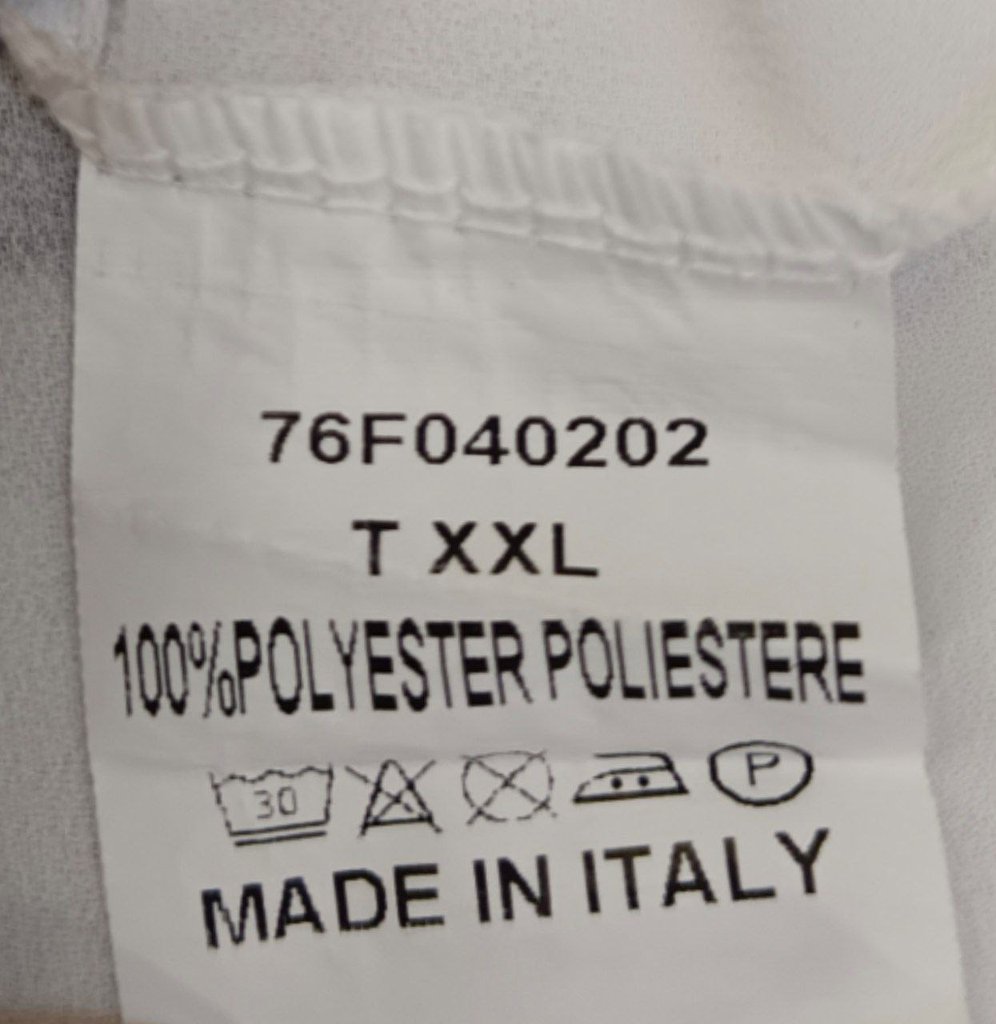 76F040202
T XXL
100%POLYESTER POLIESTERE
30 P
MADE IN ITALY